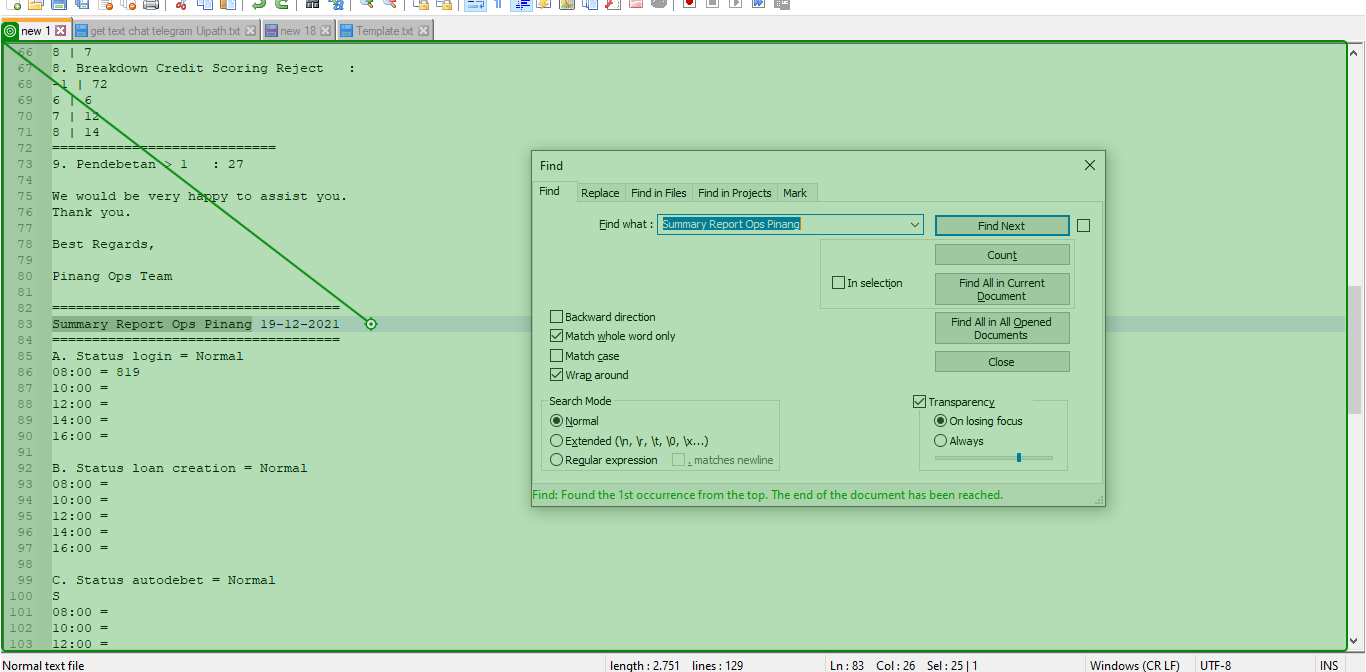 new 1
get text chat telegram Uipath.txt
new 18
Template.txt
66 8 | 7
67 8. Breakdown Credit Scoring Reject :
68 -1 | 72
69 6 | 6
70 7 | 12
71 8 | 14
72 ============================
73 9. Pendebetan > 1 : 27
74
75 We would be very happy to assist you.
76 Thank you.
77
78 Best Regards,
79
80 Pinang Ops Team
81
82 ====================================
83 Summary Report Ops Pinang 19-12-2021
84 ====================================
85 A. Status login = Normal
86 08:00 = 819
87 10:00 =
88 12:00 =
89 14:00 =
90 16:00 =
91
92 B. Status loan creation = Normal
93 08:00 =
94 10:00 =
95 12:00 =
96 14:00 =
97 16:00 =
98
99 C. Status autodebet = Normal
100 S
101 08:00 =
102 10:00 =
103 12:00 =
Find
Find
Replace
Find in Files
Find in Projects
Mark
Find what :
Summary Report Ops Pinang
Find Next
Count
In selection
Find All in Current
Document
Find All in All Opened
Documents
Close
Backward direction
Match whole word only
Match case
Wrap around
Search Mode
Normal
Extended (\n, \r, \t, \0, \x...)
Regular expression
. matches newline
Transparency
On losing focus
Always
Find: Found the 1st occurrence from the top. The end of the document has been reached.
Normal text file
length : 2.751 lines : 129
Ln : 83 Col : 26 Sel : 25 | 1
Windows (CR LF)
UTF-8
INS